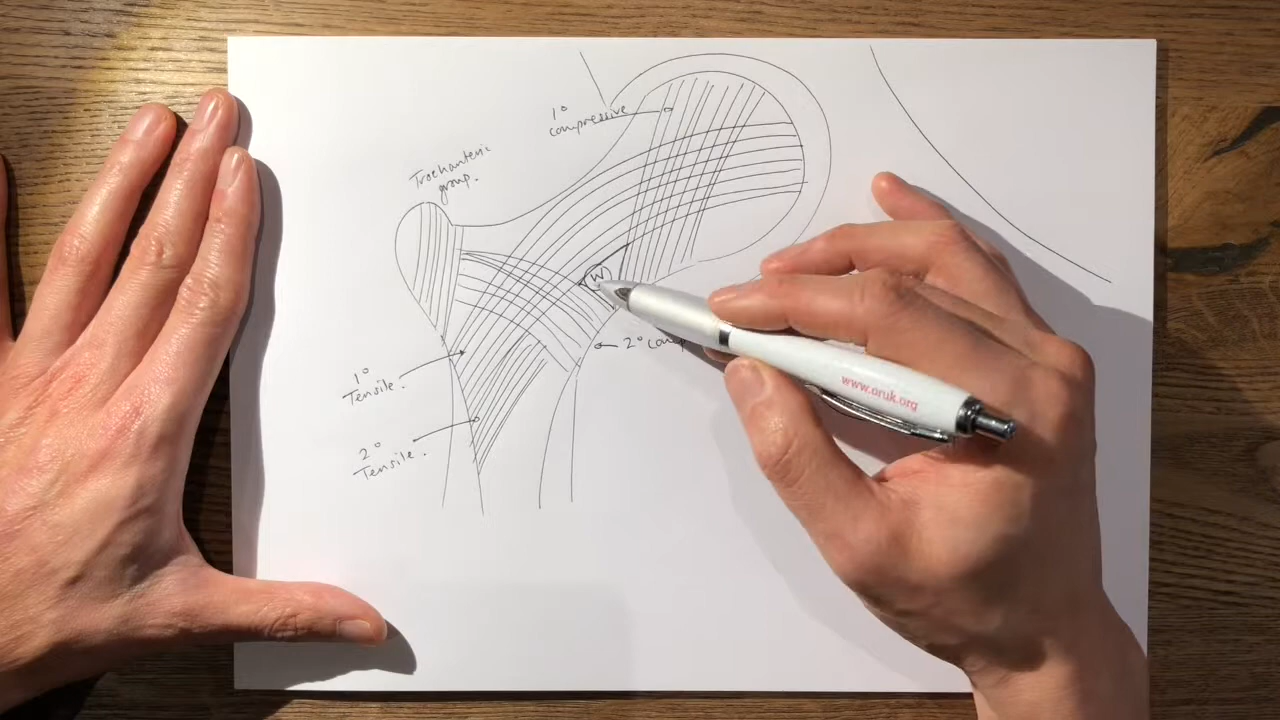 1°
compressive
Trochanteric
group.
W
2° comp
1°
Tensile.
2°
Tensile.
www.oruk.org